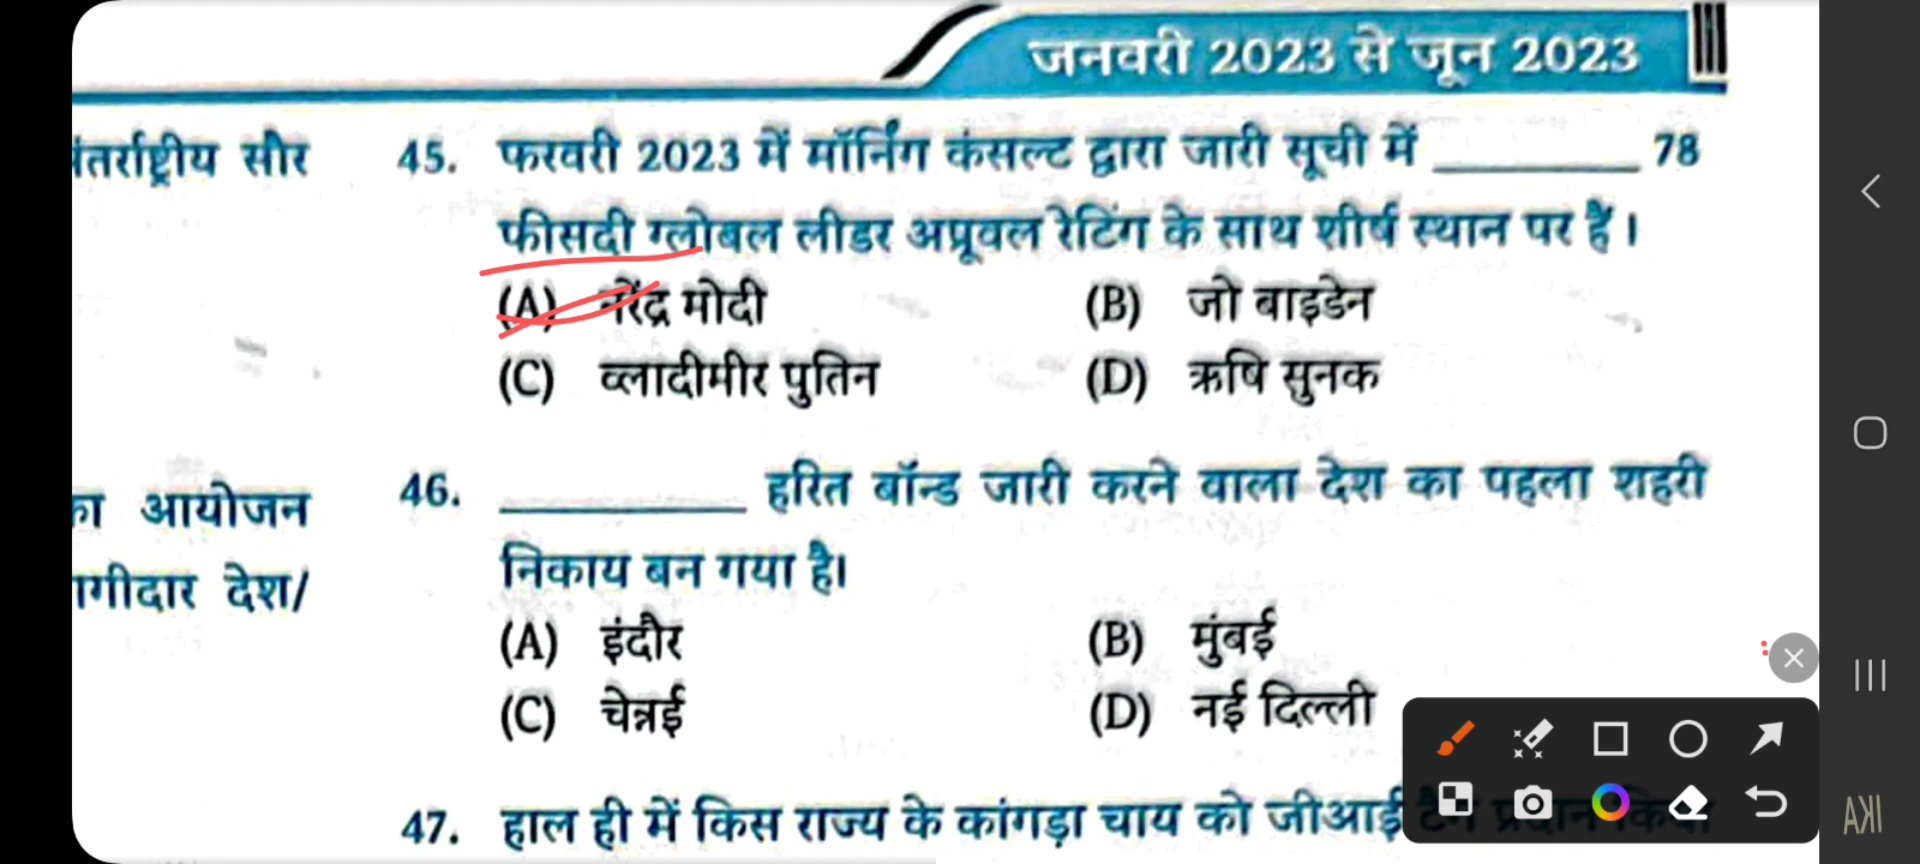 जनवरी 2023 से जून 2023
तर्राष्ट्रीय सौर
45. फरवरी 2023 में मॉर्निंग कंसल्ट द्वारा जारी सूची में ________ 78
फीसदी ग्लोबल लीडर अप्रूवल रेटिंग के साथ शीर्ष स्थान पर हैं।
(A) नरेंद्र मोदी (B) जो बाइडेन
(C) व्लादीमीर पुतिन (D) ऋषि सुनक
का आयोजन
गीदार देश/
46. ________ हरित बॉन्ड जारी करने वाला देश का पहला शहरी
निकाय बन गया है।
(A) इंदौर (B) मुंबई
(C) चेन्नई (D) नई दिल्ली
47. हाल ही में किस राज्य के कांगड़ा चाय को जीआई टैग प्रदान किया